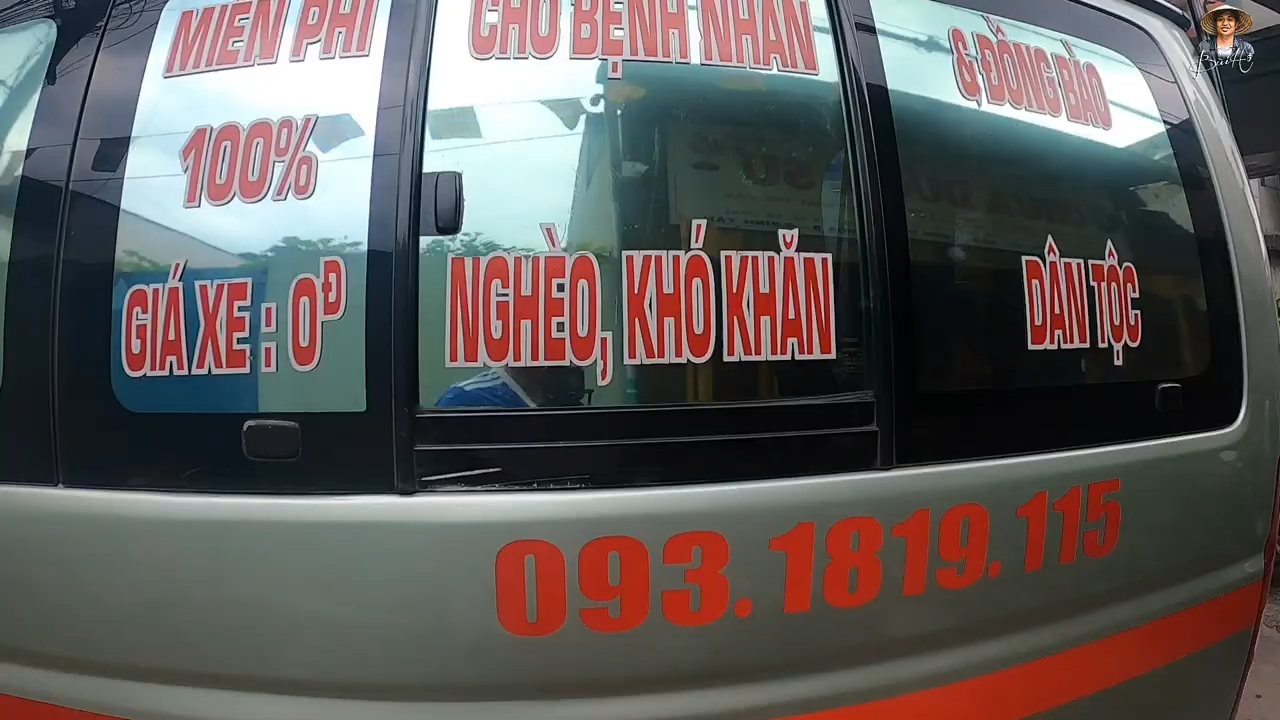 MIỄN PHÍ
100%
GIÁ XE : 0Đ
CHO BỆNH NHÂN
NGHÈO, KHÓ KHĂN
& ĐỒNG BÀO
DÂN TỘC
093.1819.115